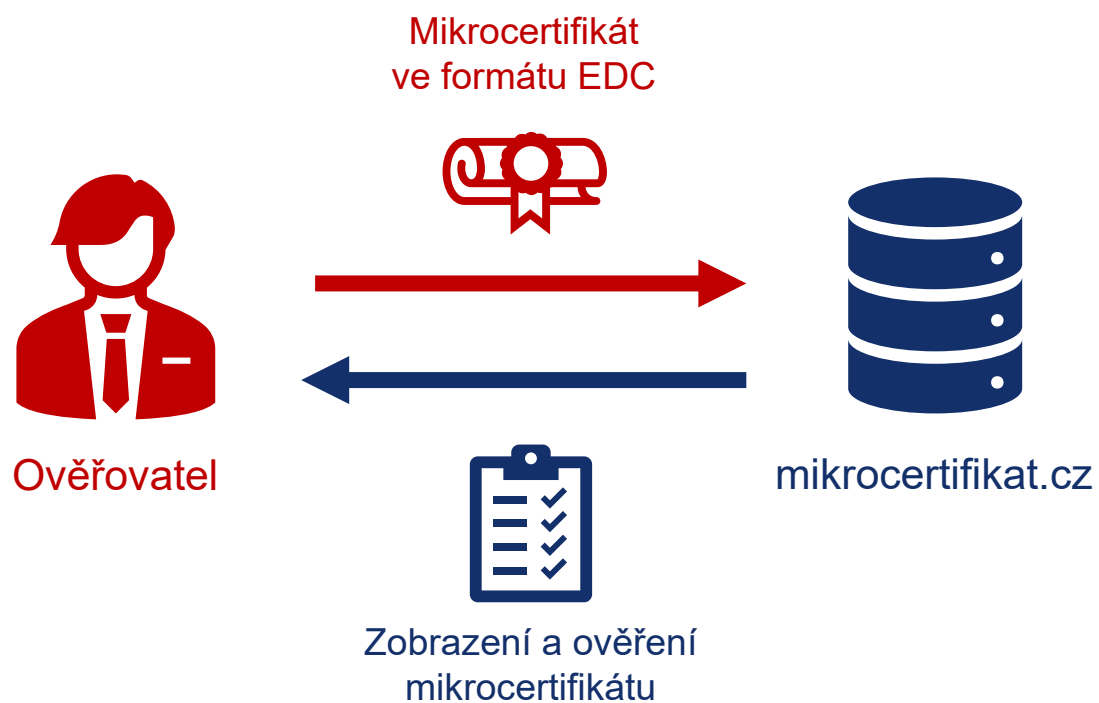 Mikrocertifikát
ve formátu EDC
Ověřovatel
mikrocertifikat.cz
Zobrazení a ověření
mikrocertifikátu